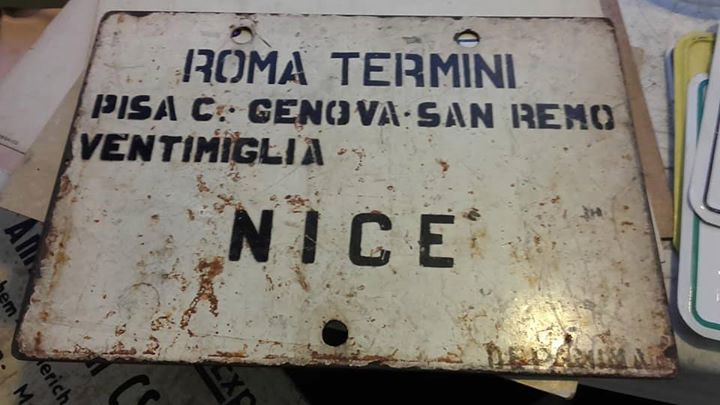 ROMA TERMINI
PISA C. · GENOVA · SAN REMO
VENTIMIGLIA
NICE